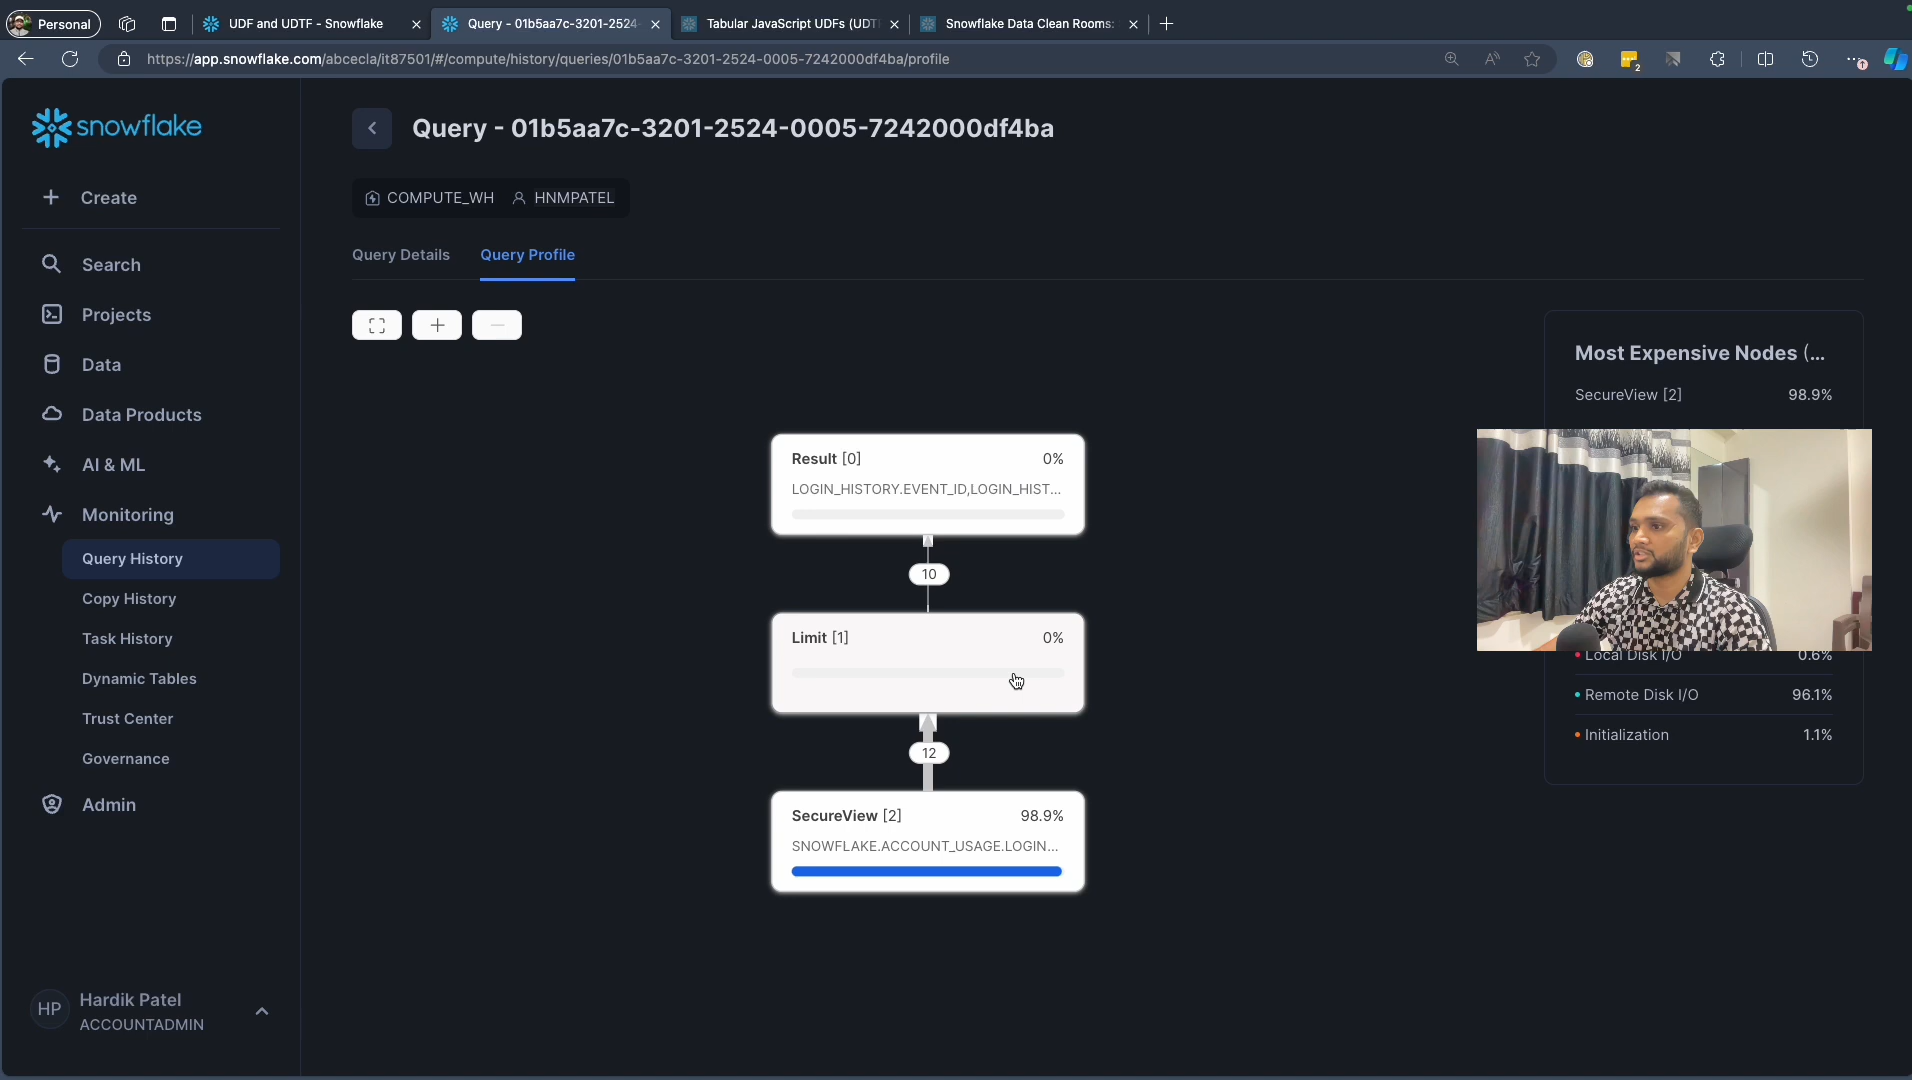 Personal
UDF and UDTF - Snowflake
Query - 01b5aa7c-3201-2524-
Tabular JavaScript UDFs (UDT
Snowflake Data Clean Rooms:
https://app.snowflake.com/abcecla/it87501/#/compute/history/queries/01b5aa7c-3201-2524-0005-7242000df4ba/profile
2
snowflake
Query - 01b5aa7c-3201-2524-0005-7242000df4ba
COMPUTE_WH
HNMPATEL
Create
Query Details
Query Profile
Search
Projects
Data
Data Products
AI & ML
Monitoring
Query History
Copy History
Task History
Dynamic Tables
Trust Center
Governance
Admin
HP
Hardik Patel
ACCOUNTADMIN
Result [0] 0%
LOGIN_HISTORY.EVENT_ID,LOGIN_HIST...
10
Limit [1] 0%
12
SecureView [2] 98.9%
SNOWFLAKE.ACCOUNT_USAGE.LOGIN...
Most Expensive Nodes (...
SecureView [2] 98.9%
Local Disk I/O 0.6%
Remote Disk I/O 96.1%
Initialization 1.1%